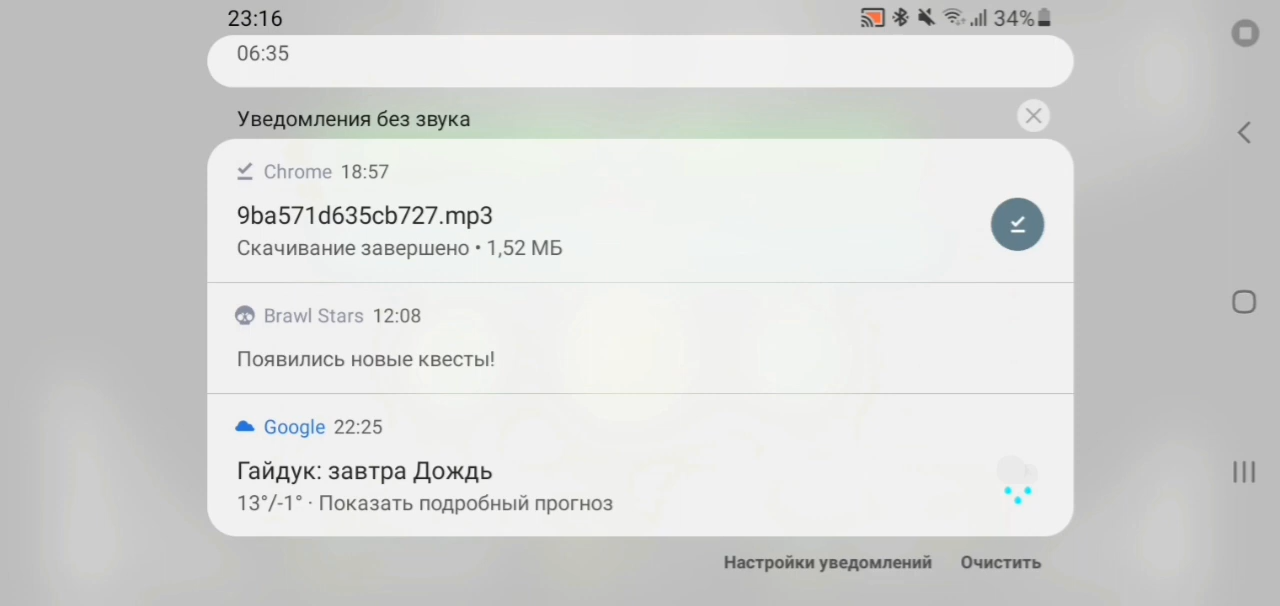 23:16
34%
06:35
Уведомления без звука
Chrome 18:57
9ba571d635cb727.mp3
Скачивание завершено • 1,52 МБ
Brawl Stars 12:08
Появились новые квесты!
Google 22:25
Гайдук: завтра Дождь
13°/-1° · Показать подробный прогноз
Настройки уведомлений Очистить